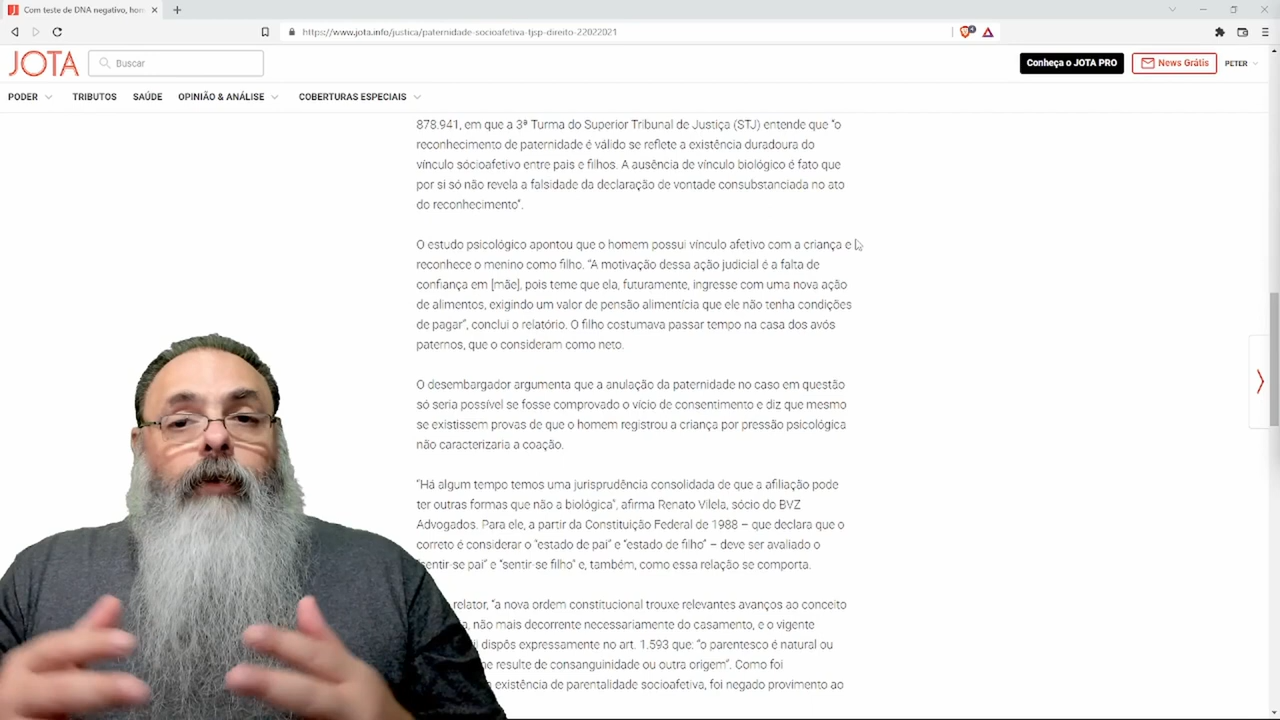 Com teste de DNA negativo, hom
https://www.jota.info/justica/paternidade-socioafetiva-tjsp-direito-22022021
JOTA
Buscar
Conheça o JOTA PRO
News Grátis
PETER
PODER
TRIBUTOS
SAÚDE
OPINIÃO & ANÁLISE
COBERTURAS ESPECIAIS
878.941, em que a 3ª Turma do Superior Tribunal de Justiça (STJ) entende que “o
reconhecimento de paternidade é válido se reflete a existência duradoura do
vínculo sócioafetivo entre pais e filhos. A ausência de vínculo biológico é fato que
por si só não revela a falsidade da declaração de vontade consubstanciada no ato
do reconhecimento”.
O estudo psicológico apontou que o homem possui vínculo afetivo com a criança e
reconhece o menino como filho. “A motivação dessa ação judicial é a falta de
confiança em [mãe], pois teme que ela, futuramente, ingresse com uma nova ação
de alimentos, exigindo um valor de pensão alimentícia que ele não tenha condições
de pagar”, conclui o relatório. O filho costumava passar tempo na casa dos avós
paternos, que o consideram como neto.
O desembargador argumenta que a anulação da paternidade no caso em questão
só seria possível se fosse comprovado o vício de consentimento e diz que mesmo
se existissem provas de que o homem registrou a criança por pressão psicológica
não caracterizaria a coação.
“Há algum tempo temos uma jurisprudência consolidada de que a afiliação pode
ter outras formas que não a biológica”, afirma Renato Vilela, sócio do BVZ
Advogados. Para ele, a partir da Constituição Federal de 1988 – que declara que o
correto é considerar o “estado de pai” e “estado de filho” – deve ser avaliado o
“sentir-se pai” e “sentir-se filho” e, também, como essa relação se comporta.
relator, “a nova ordem constitucional trouxe relevantes avanços ao conceito
não mais decorrente necessariamente do casamento, e o vigente
dispôs expressamente no art. 1.593 que: “o parentesco é natural ou
resulte de consanguinidade ou outra origem”. Como foi
existência de parentalidade socioafetiva, foi negado provimento ao